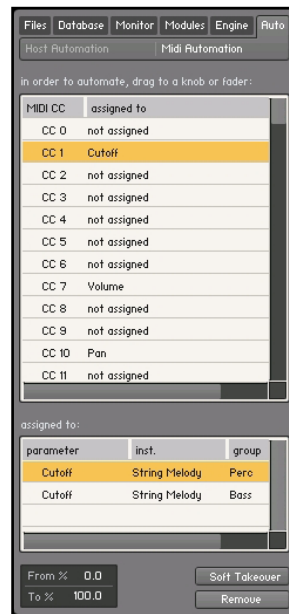 Files Database Monitor Modules Engine Auto
Host Automation Midi Automation
in order to automate, drag to a knob or fader:
MIDI CC assigned to
CC 0 not assigned
CC 1 Cutoff
CC 2 not assigned
CC 3 not assigned
CC 4 not assigned
CC 5 not assigned
CC 6 not assigned
CC 7 Volume
CC 8 not assigned
CC 9 not assigned
CC 10 Pan
CC 11 not assigned
assigned to:
parameter inst. group
Cutoff String Melody Perc
Cutoff String Melody Bass
From % 0.0 Soft Takeover
To % 100.0 Remove